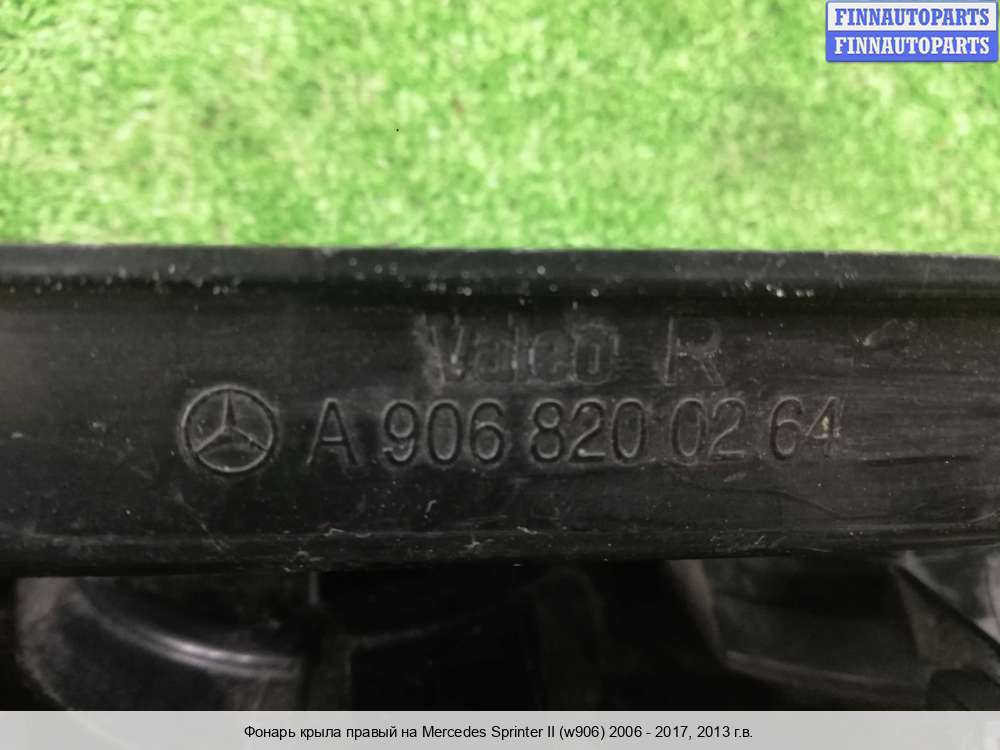 FINNAUTOPARTS
FINNAUTOPARTS
Valeo R
A 906 820 02 64
Фонарь крыла правый на Mercedes Sprinter II (w906) 2006 - 2017, 2013 г.в.